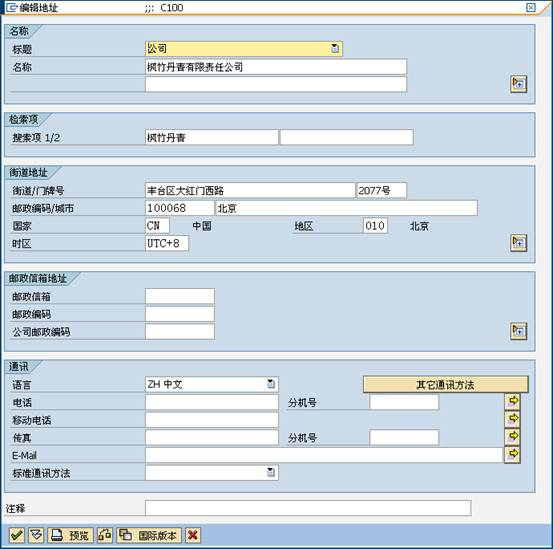 编辑地址 ;;: C100
名称
标题 公司
名称 枫竹丹青有限责任公司
检索项
搜索项 1/2 枫竹丹青
街道地址
街道/门牌号 丰台区大红门西路 2077号
邮政编码/城市 100068 北京
国家 CN 中国 地区 010 北京
时区 UTC+8
邮政信箱地址
邮政信箱
邮政编码
公司邮政编码
通讯
语言 ZH 中文 其它通讯方法
电话 分机号
移动电话
传真 分机号
E-Mail
标准通讯方法
注释
预览 国际版本